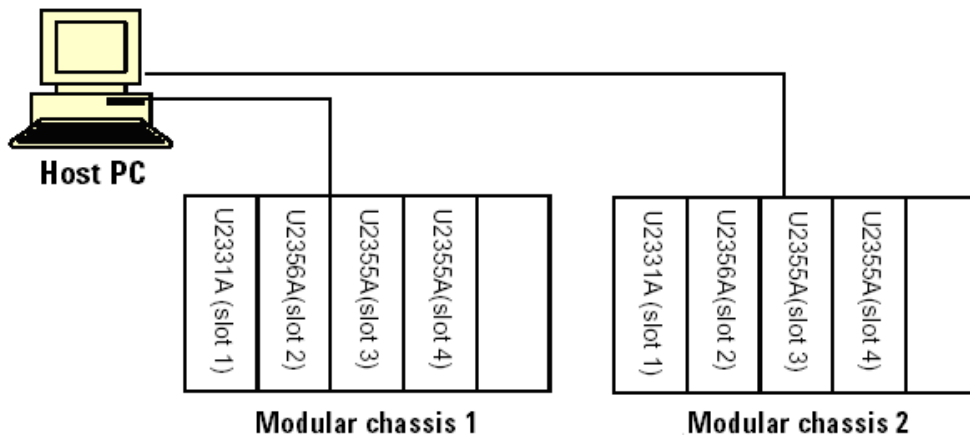 Host PC
U2331A (slot 1)
U2356A(slot 2)
U2355A(slot 3)
U2355A(slot 4)
Modular chassis 1
U2331A (slot 1)
U2356A(slot 2)
U2355A(slot 3)
U2355A(slot 4)
Modular chassis 2